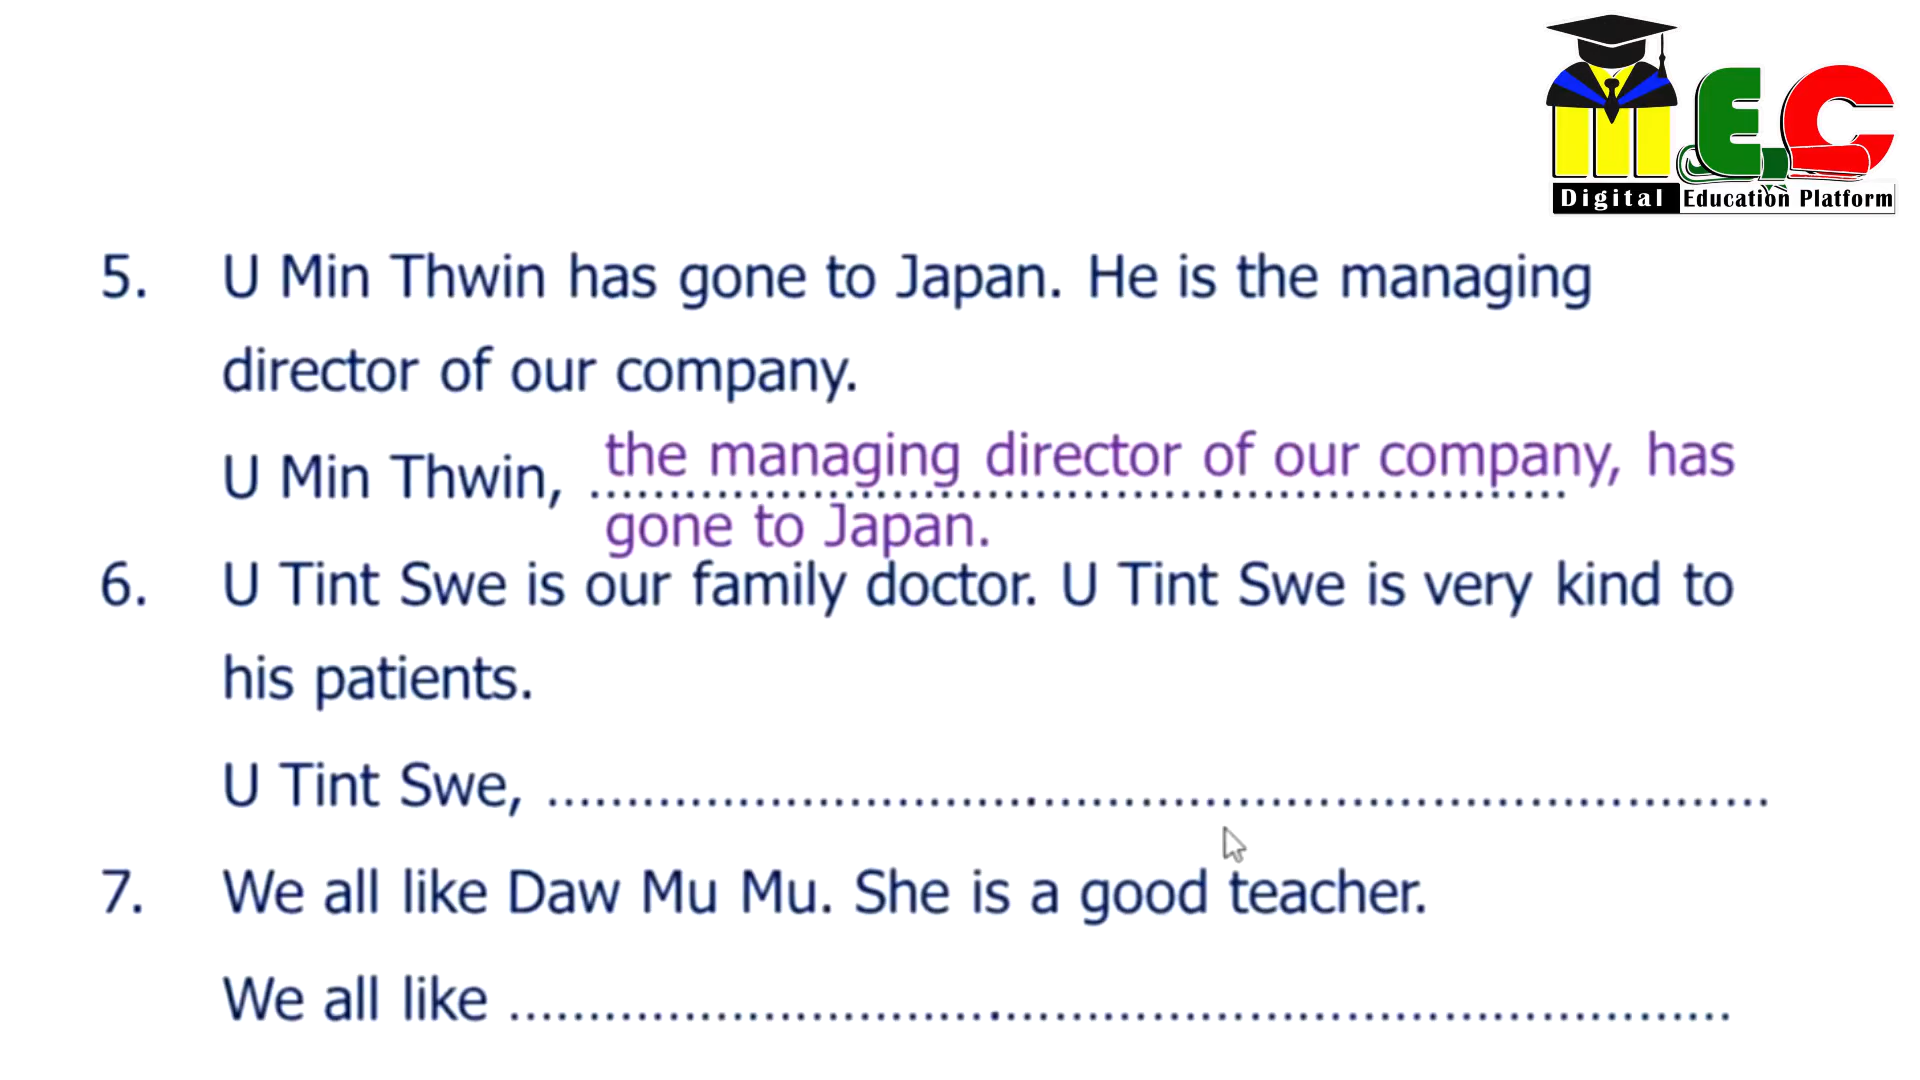 M.E.C
Digital Education Platform
5. U Min Thwin has gone to Japan. He is the managing
director of our company.
U Min Thwin, the managing director of our company, has
gone to Japan.
6. U Tint Swe is our family doctor. U Tint Swe is very kind to
his patients.
U Tint Swe, ......................................................................
7. We all like Daw Mu Mu. She is a good teacher.
We all like ......................................................................